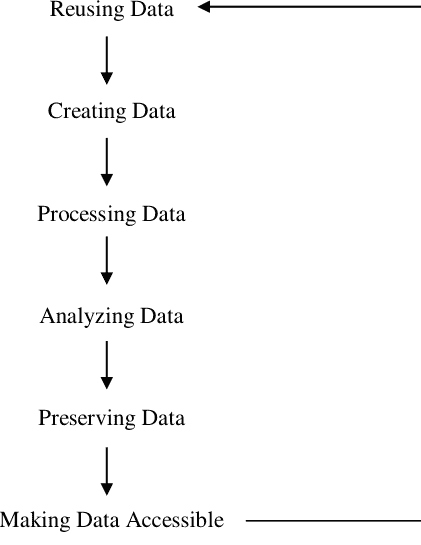 Reusing Data
Creating Data
Processing Data
Analyzing Data
Preserving Data
Making Data Accessible